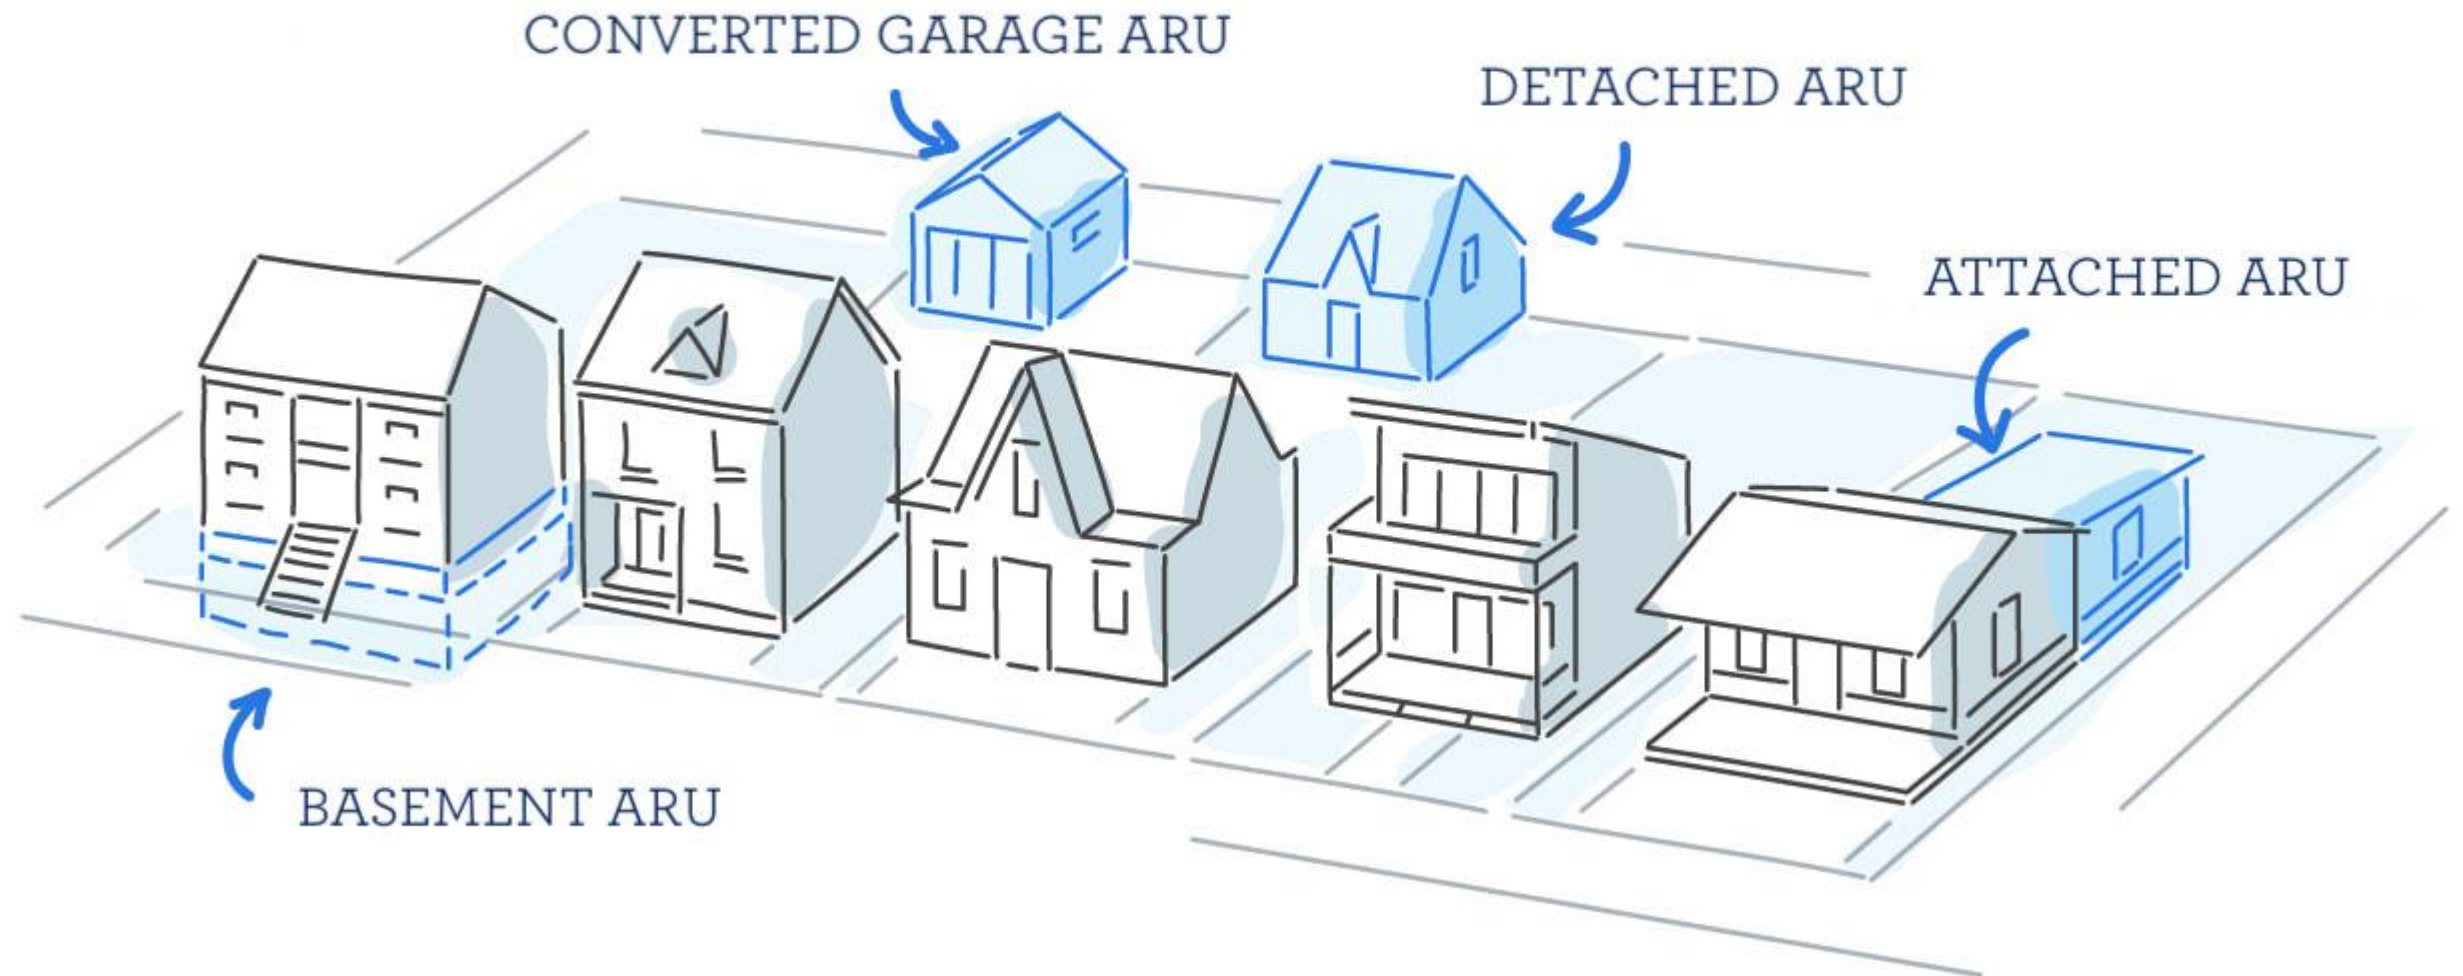 CONVERTED GARAGE ARU
DETACHED ARU
ATTACHED ARU
BASEMENT ARU